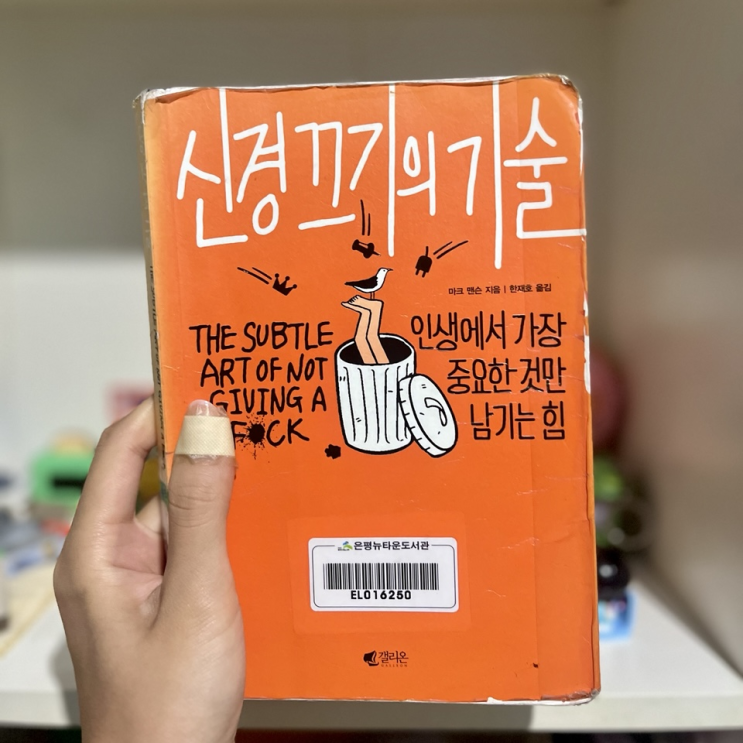 신경 끄기의 기술
마크 맨슨 지음 | 한재호 옮김
THE SUBTLE
ART OF NOT
GIVING A
F*CK
인생에서 가장
중요한 것만
남기는 힘
은평뉴타운도서관
EL016250
갤리온